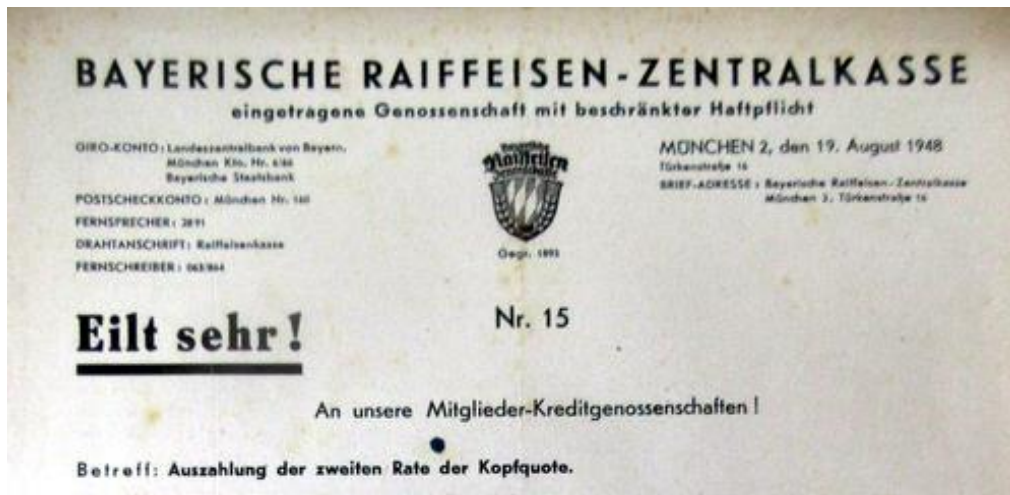 BAYERISCHE RAIFFEISEN-ZENTRALKASSE
eingetragene Genossenschaft mit beschränkter Haftpflicht
GIRO-KONTO: Landeszentralbank von Bayern,
München Kto. Nr. 6/66
Bayerische Staatsbank
POSTSCHECKKONTO: München Nr. 160
FERNSPRECHER: 2891
DRAHTANSCHRIFT: Raiffeisenkasse
FERNSCHREIBER: 063/864
Bayerische
Raiffeisen
Gegr. 1893
MÜNCHEN 2, den 19. August 1948
Türkenstraße 16
BRIEF-ADRESSE: Bayerische Raiffeisen-Zentralkasse
München 2, Türkenstraße 16
Eilt sehr!
Nr. 15
An unsere Mitglieder-Kreditgenossenschaften!
Betreff: Auszahlung der zweiten Rate der Kopfquote.